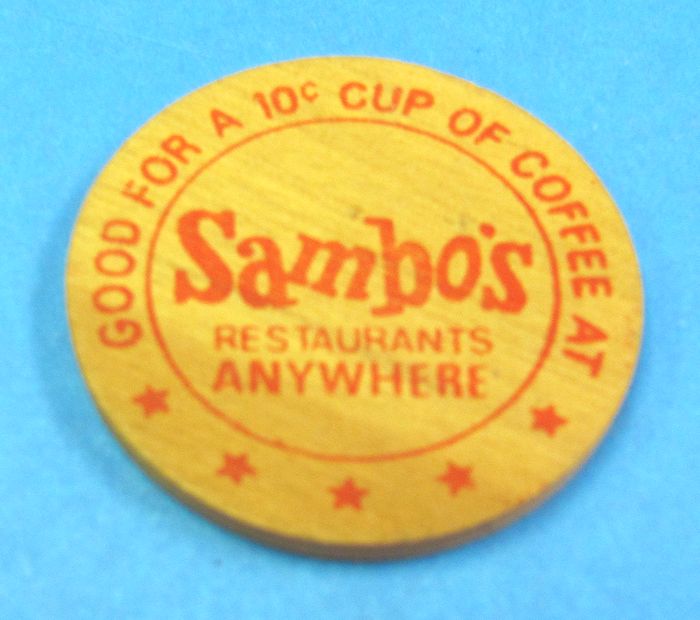 GOOD FOR A 10¢ CUP OF COFFEE AT
Sambo's
RESTAURANTS
ANYWHERE